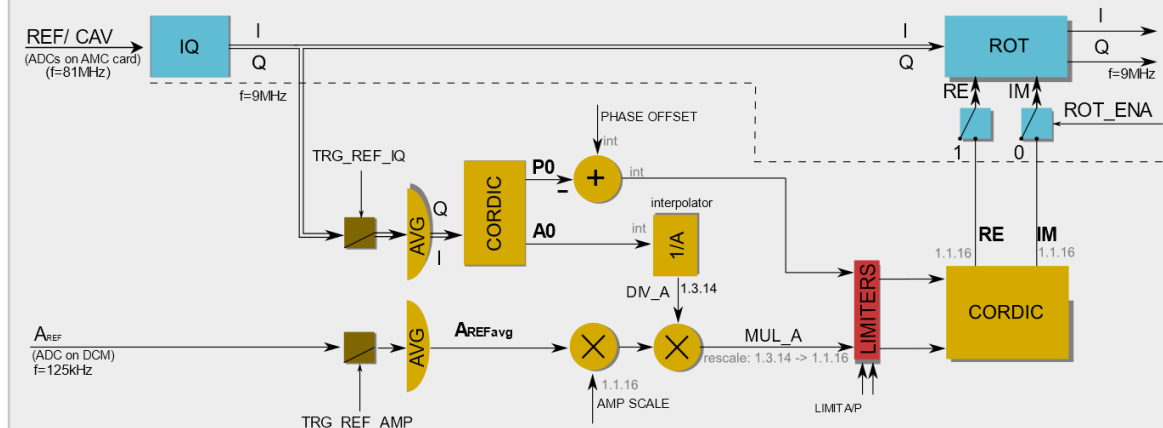 REF/ CAV
(ADCs on AMC card)
(f=81MHz)
IQ
I
Q
f=9MHz
I
Q
ROT
I
Q
f=9MHz
RE
IM
ROT_ENA
1
0
PHASE OFFSET
int
TRG_REF_IQ
AVG
Q
I
CORDIC
P0
–
+
int
A0
int
interpolator
1/A
DIV_A
1.3.14
RE
IM
1.1.16
1.1.16
AREF
(ADC on DCM)
f=125kHz
TRG_REF_AMP
AVG
AREFavg
1.1.16
AMP SCALE
MUL_A
rescale: 1.3.14 -> 1.1.16
LIMITERS
LIMIT A/P
CORDIC